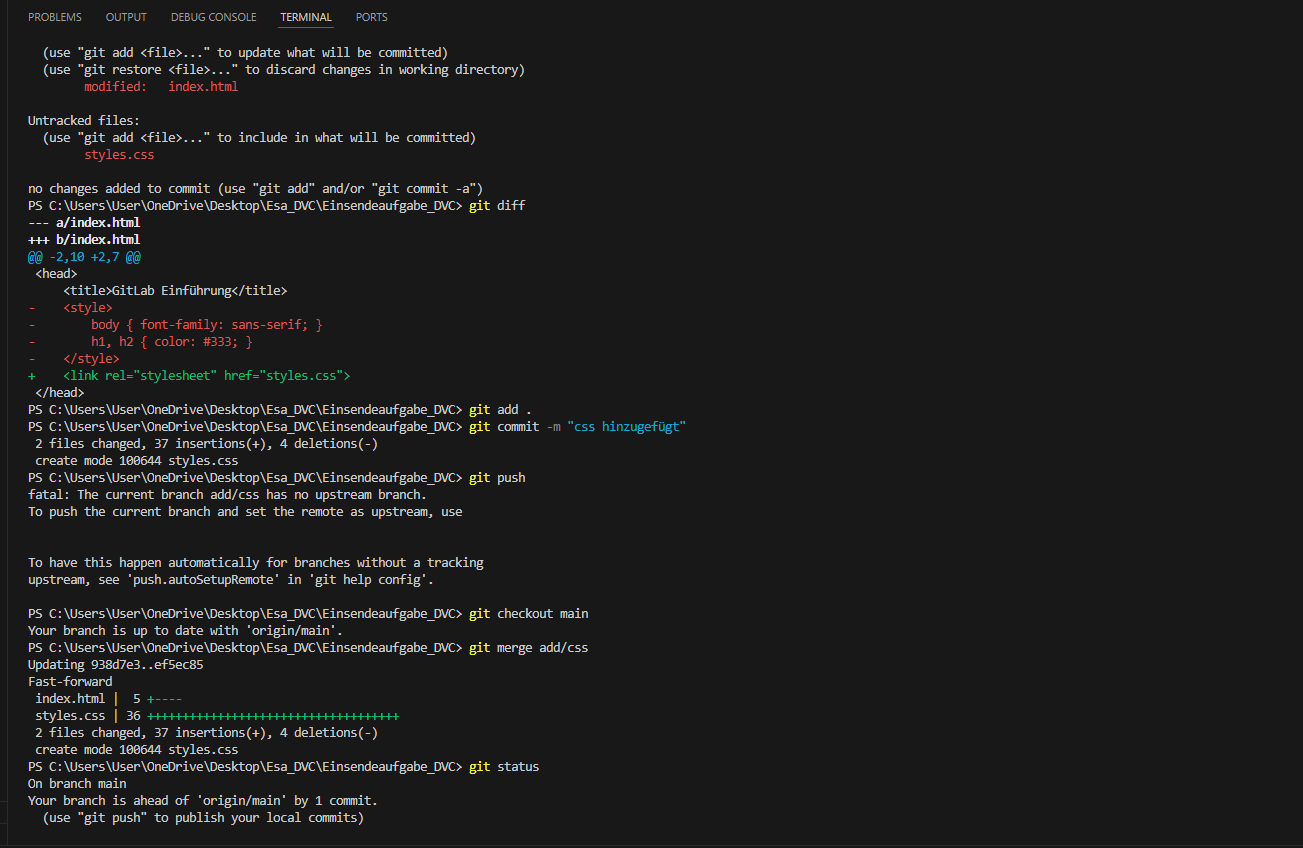 PROBLEMS OUTPUT DEBUG CONSOLE TERMINAL PORTS
(use "git add <file>..." to update what will be committed)
(use "git restore <file>..." to discard changes in working directory)
modified: index.html
Untracked files:
(use "git add <file>..." to include in what will be committed)
styles.css
no changes added to commit (use "git add" and/or "git commit -a")
PS C:\Users\User\OneDrive\Desktop\Esa_DVC\Einsendeaufgabe_DVC> git diff
--- a/index.html
+++ b/index.html
@@ -2,10 +2,7 @@
<head>
<title>GitLab Einführung</title>
- <style>
- body { font-family: sans-serif; }
- h1, h2 { color: #333; }
- </style>
+ <link rel="stylesheet" href="styles.css">
</head>
PS C:\Users\User\OneDrive\Desktop\Esa_DVC\Einsendeaufgabe_DVC> git add .
PS C:\Users\User\OneDrive\Desktop\Esa_DVC\Einsendeaufgabe_DVC> git commit -m "css hinzugefügt"
2 files changed, 37 insertions(+), 4 deletions(-)
create mode 100644 styles.css
PS C:\Users\User\OneDrive\Desktop\Esa_DVC\Einsendeaufgabe_DVC> git push
fatal: The current branch add/css has no upstream branch.
To push the current branch and set the remote as upstream, use
To have this happen automatically for branches without a tracking
upstream, see 'push.autoSetupRemote' in 'git help config'.
PS C:\Users\User\OneDrive\Desktop\Esa_DVC\Einsendeaufgabe_DVC> git checkout main
Your branch is up to date with 'origin/main'.
PS C:\Users\User\OneDrive\Desktop\Esa_DVC\Einsendeaufgabe_DVC> git merge add/css
Updating 938d7e3..ef5ec85
Fast-forward
index.html | 5 +----
styles.css | 36 ++++++++++++++++++++++++++++++++++++
2 files changed, 37 insertions(+), 4 deletions(-)
create mode 100644 styles.css
PS C:\Users\User\OneDrive\Desktop\Esa_DVC\Einsendeaufgabe_DVC> git status
On branch main
Your branch is ahead of 'origin/main' by 1 commit.
(use "git push" to publish your local commits)